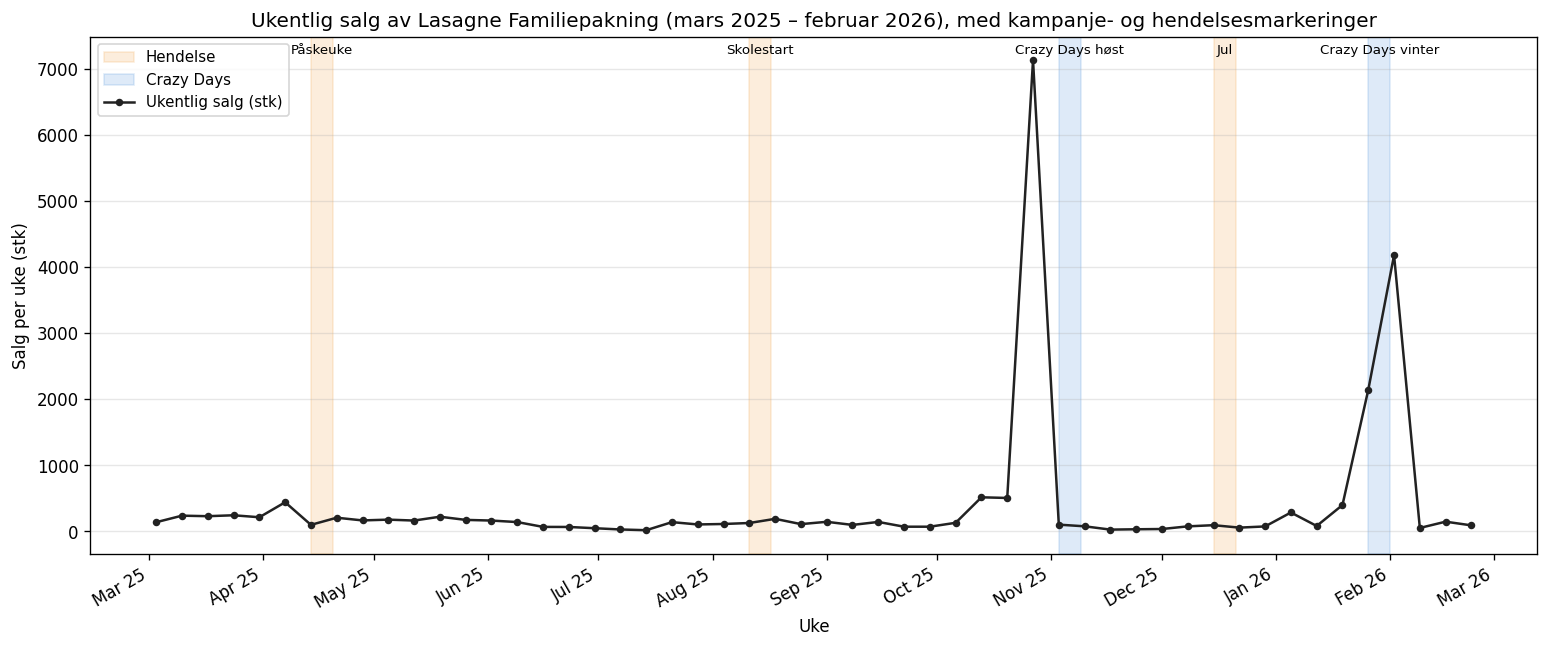 Ukentlig salg av Lasagne Familiepakning (mars 2025 – februar 2026), med kampanje- og hendelsesmarkeringer
Hendelse
Crazy Days
Ukentlig salg (stk)
Påskeuke
Skolestart
Crazy Days høst
Jul
Crazy Days vinter
Salg per uke (stk)
7000
6000
5000
4000
3000
2000
1000
0
Mar 25
Apr 25
May 25
Jun 25
Jul 25
Aug 25
Sep 25
Oct 25
Nov 25
Dec 25
Jan 26
Feb 26
Mar 26
Uke